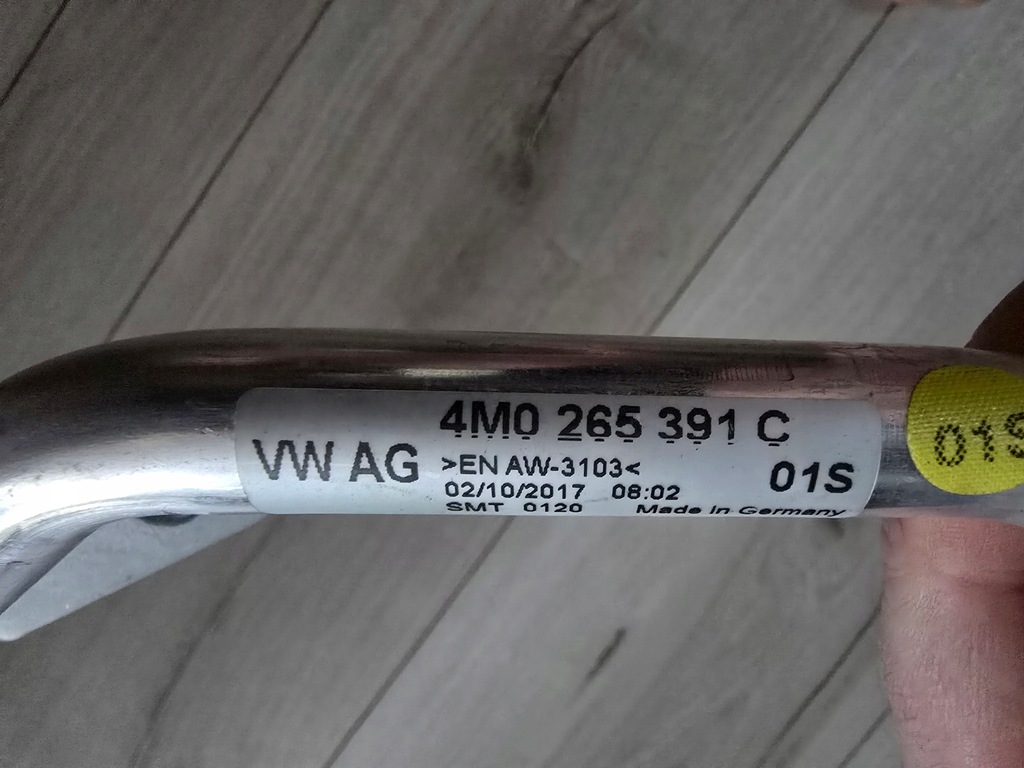 4M0 265 391 C
VW AG
>EN AW-3103<
01S
02/10/2017 08:02
SMT 0120 Made in Germany
01S